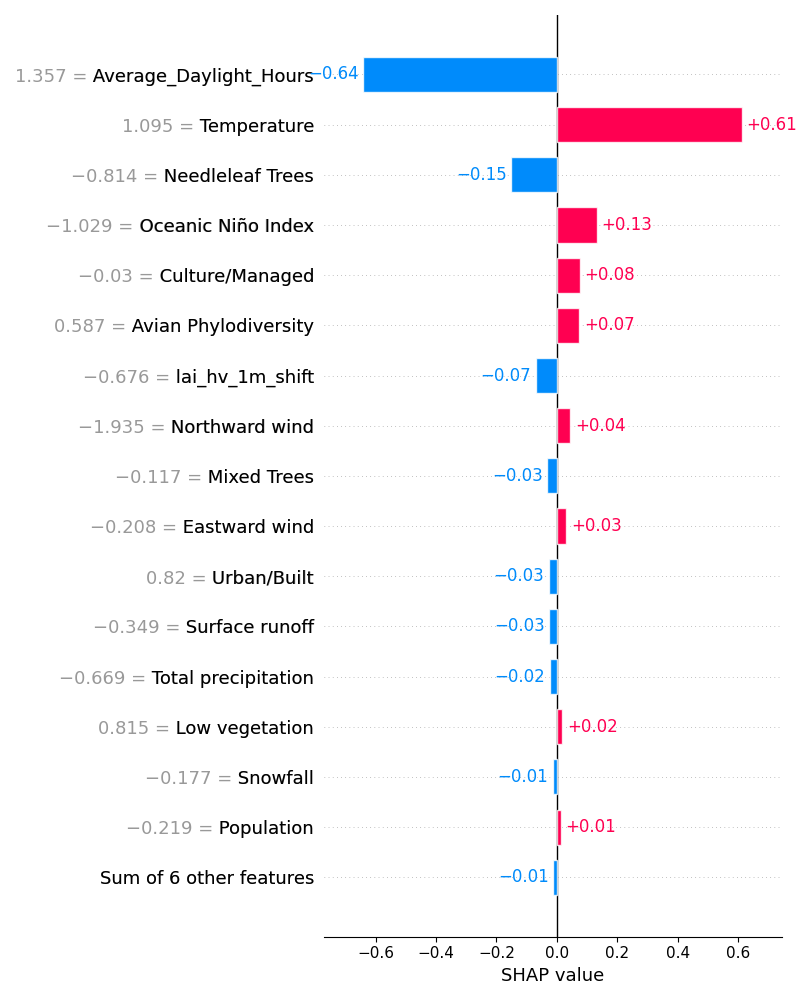 1.357 = Average_Daylight_Hours −0.64
1.095 = Temperature +0.61
−0.814 = Needleleaf Trees −0.15
−1.029 = Oceanic Niño Index +0.13
−0.03 = Culture/Managed +0.08
0.587 = Avian Phylodiversity +0.07
−0.676 = lai_hv_1m_shift −0.07
−1.935 = Northward wind +0.04
−0.117 = Mixed Trees −0.03
−0.208 = Eastward wind +0.03
0.82 = Urban/Built −0.03
−0.349 = Surface runoff −0.03
−0.669 = Total precipitation −0.02
0.815 = Low vegetation +0.02
−0.177 = Snowfall −0.01
−0.219 = Population +0.01
Sum of 6 other features −0.01
−0.6 −0.4 −0.2 0.0 0.2 0.4 0.6
SHAP value